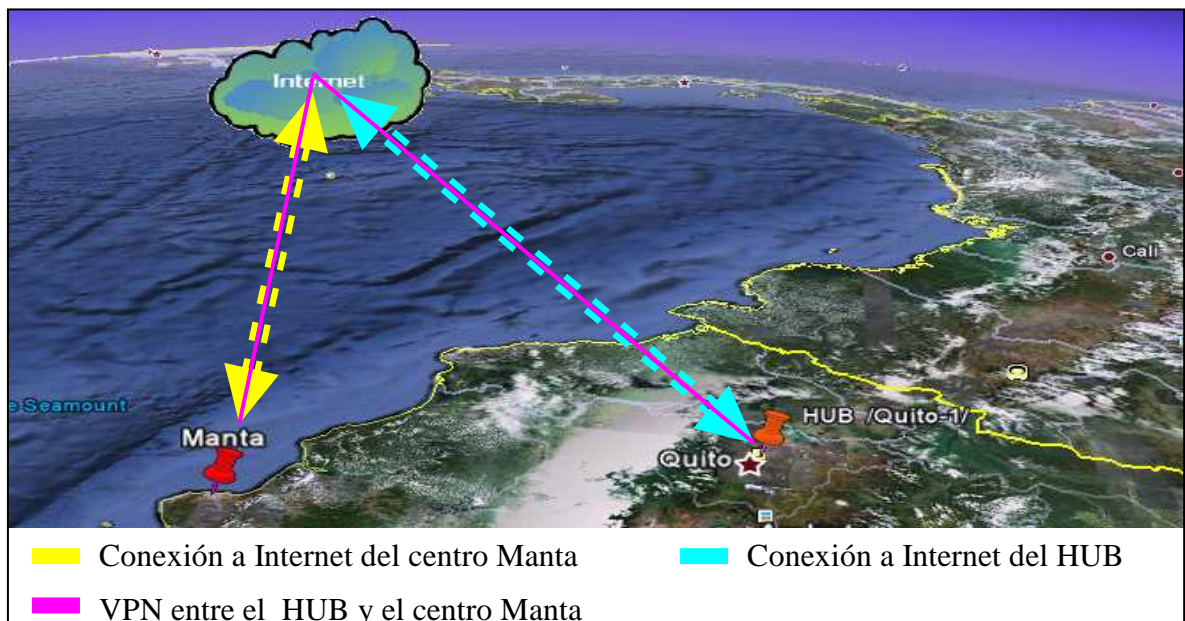 Internet
Cali
e Seamount
Manta
HUB /Quito-1/
Quito
Conexión a Internet del centro Manta
Conexión a Internet del HUB
VPN entre el HUB y el centro Manta